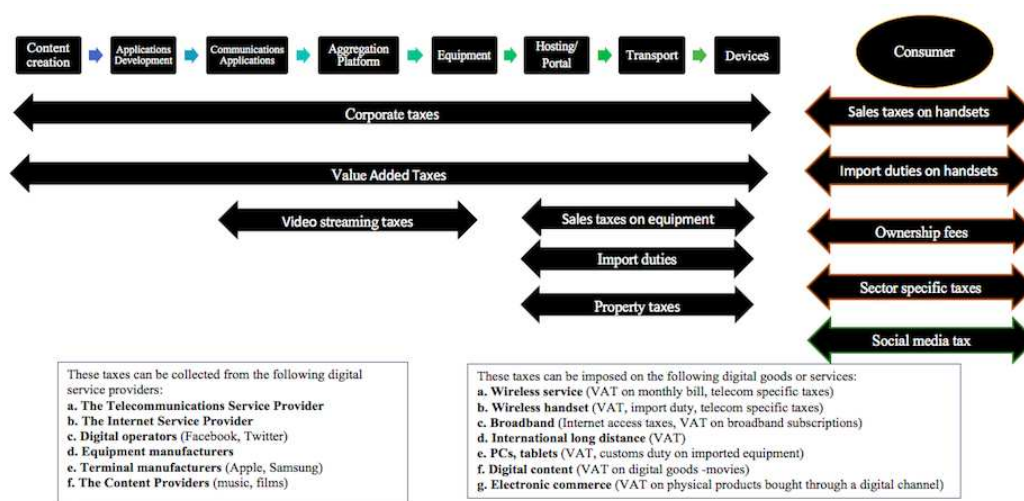 Content
creation
Applications
Development
Communications
Applications
Aggregation
Platform
Equipment
Hosting/
Portal
Transport
Devices
Consumer
Corporate taxes
Sales taxes on handsets
Value Added Taxes
Import duties on handsets
Video streaming taxes
Sales taxes on equipment
Ownership fees
Import duties
Sector specific taxes
Property taxes
Social media tax
These taxes can be collected from the following digital
service providers:
a. The Telecommunications Service Provider
b. The Internet Service Provider
c. Digital operators (Facebook, Twitter)
d. Equipment manufacturers
e. Terminal manufacturers (Apple, Samsung)
f. The Content Providers (music, films)
These taxes can be imposed on the following digital goods or services:
a. Wireless service (VAT on monthly bill, telecom specific taxes)
b. Wireless handset (VAT, import duty, telecom specific taxes)
c. Broadband (Internet access taxes, VAT on broadband subscriptions)
d. International long distance (VAT)
e. PCs, tablets (VAT, customs duty on imported equipment)
f. Digital content (VAT on digital goods -movies)
g. Electronic commerce (VAT on physical products bought through a digital channel)